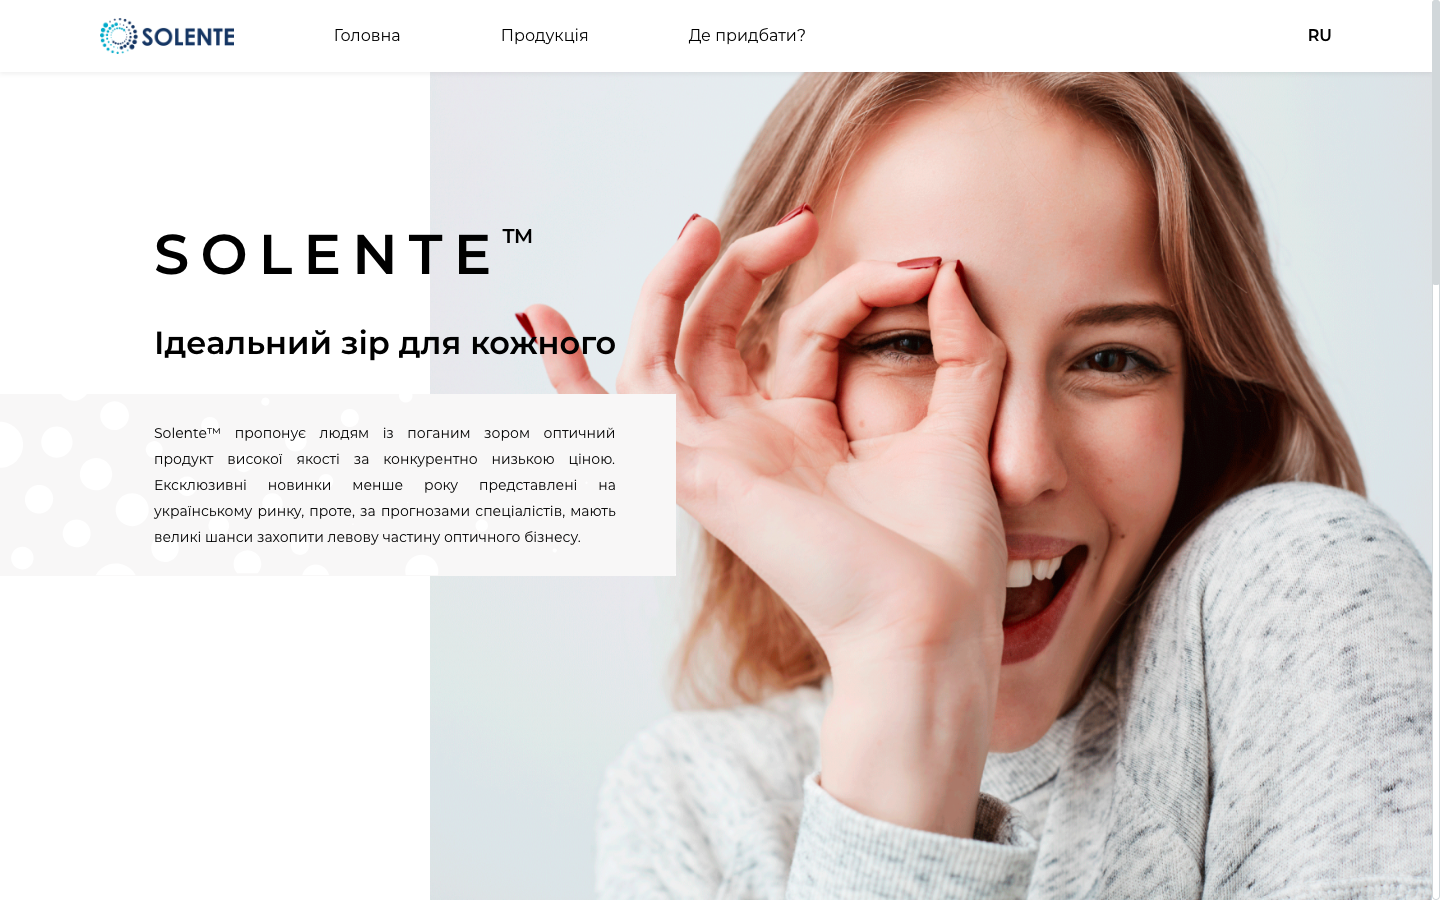 SOLENTE
Головна
Продукція
Де придбати?
RU
SOLENTE™
Ідеальний зір для кожного
Solente™ пропонує людям із поганим зором оптичний
продукт високої якості за конкурентно низькою ціною.
Ексклюзивні новинки менше року представлені на
українському ринку, проте, за прогнозами спеціалістів, мають
великі шанси захопити левову частину оптичного бізнесу.